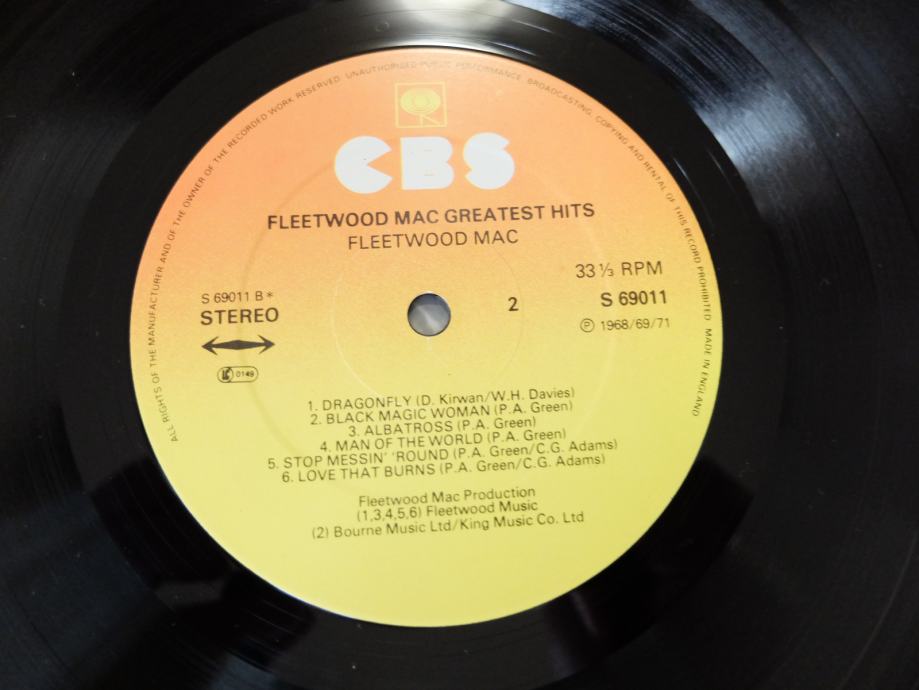 ALL RIGHTS OF THE MANUFACTURER AND OF THE OWNER OF THE RECORDED WORK RESERVED. UNAUTHORISED PUBLIC PERFORMANCE, BROADCASTING, COPYING AND RENTAL OF THIS RECORD PROHIBITED. MADE IN ENGLAND
CBS
FLEETWOOD MAC GREATEST HITS
FLEETWOOD MAC
33⅓ RPM
S 69011 B*
STEREO
2
S 69011
℗ 1968/69/71
0149
1. DRAGONFLY (D. Kirwan/W.H. Davies)
2. BLACK MAGIC WOMAN (P.A. Green)
3. ALBATROSS (P.A. Green)
4. MAN OF THE WORLD (P.A. Green)
5. STOP MESSIN' 'ROUND (P.A. Green/C.G. Adams)
6. LOVE THAT BURNS (P.A. Green/C.G. Adams)
Fleetwood Mac Production
(1,3,4,5,6) Fleetwood Music
(2) Bourne Music Ltd/King Music Co. Ltd